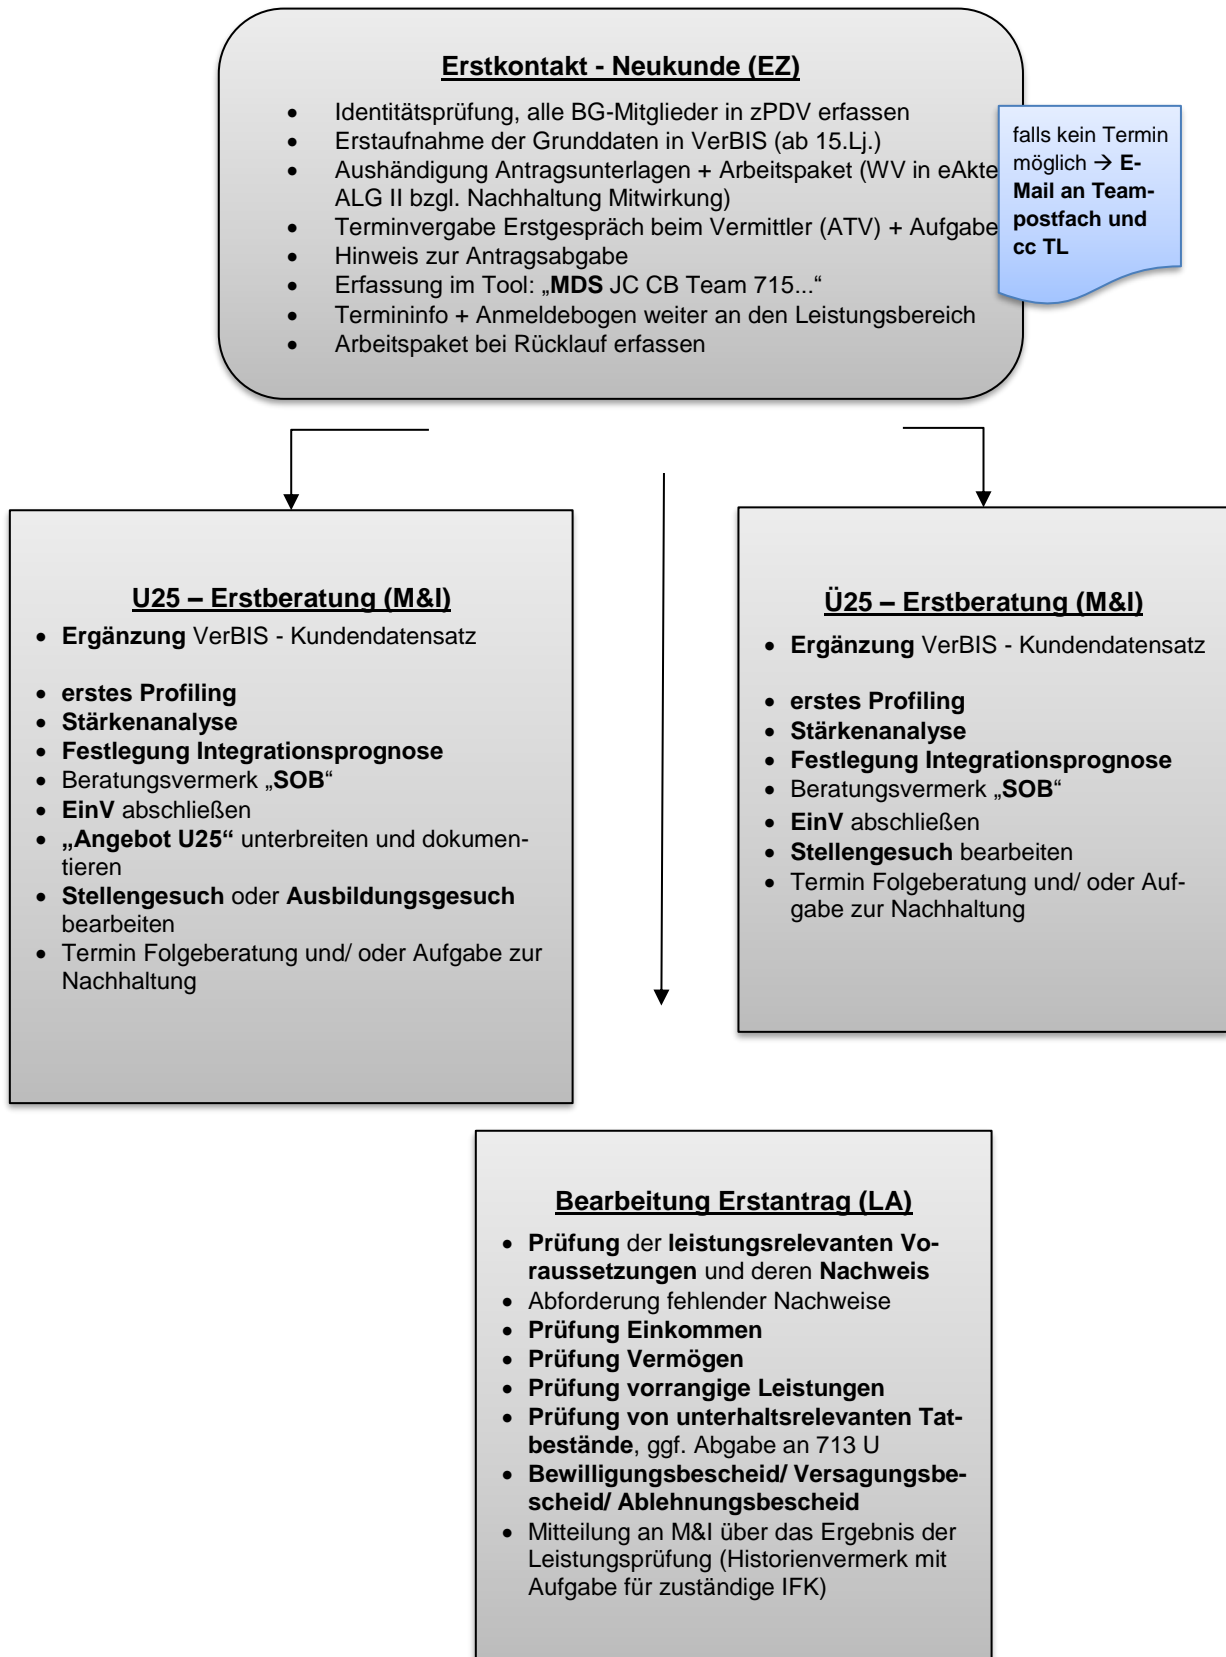 Erstkontakt - Neukunde (EZ)
• Identitätsprüfung, alle BG-Mitglieder in zPDV erfassen
• Erstaufnahme der Grunddaten in VerBIS (ab 15.Lj.)
• Aushändigung Antragsunterlagen + Arbeitspaket (WV in eAkte
ALG II bzgl. Nachhaltung Mitwirkung)
• Terminvergabe Erstgespräch beim Vermittler (ATV) + Aufgabe
• Hinweis zur Antragsabgabe
• Erfassung im Tool: „MDS JC CB Team 715...“
• Termininfo + Anmeldebogen weiter an den Leistungsbereich
• Arbeitspaket bei Rücklauf erfassen
falls kein Termin
möglich → E-
Mail an Team-
postfach und
cc TL
U25 – Erstberatung (M&I)
• Ergänzung VerBIS - Kundendatensatz
• erstes Profiling
• Stärkenanalyse
• Festlegung Integrationsprognose
• Beratungsvermerk „SOB“
• EinV abschließen
• „Angebot U25“ unterbreiten und dokumen-
tieren
• Stellengesuch oder Ausbildungsgesuch
bearbeiten
• Termin Folgeberatung und/ oder Aufgabe zur
Nachhaltung
Ü25 – Erstberatung (M&I)
• Ergänzung VerBIS - Kundendatensatz
• erstes Profiling
• Stärkenanalyse
• Festlegung Integrationsprognose
• Beratungsvermerk „SOB“
• EinV abschließen
• Stellengesuch bearbeiten
• Termin Folgeberatung und/ oder Auf-
gabe zur Nachhaltung
Bearbeitung Erstantrag (LA)
• Prüfung der leistungsrelevanten Vo-
raussetzungen und deren Nachweis
• Abforderung fehlender Nachweise
• Prüfung Einkommen
• Prüfung Vermögen
• Prüfung vorrangige Leistungen
• Prüfung von unterhaltsrelevanten Tat-
bestände, ggf. Abgabe an 713 U
• Bewilligungsbescheid/ Versagungsbe-
scheid/ Ablehnungsbescheid
• Mitteilung an M&I über das Ergebnis der
Leistungsprüfung (Historienvermerk mit
Aufgabe für zuständige IFK)